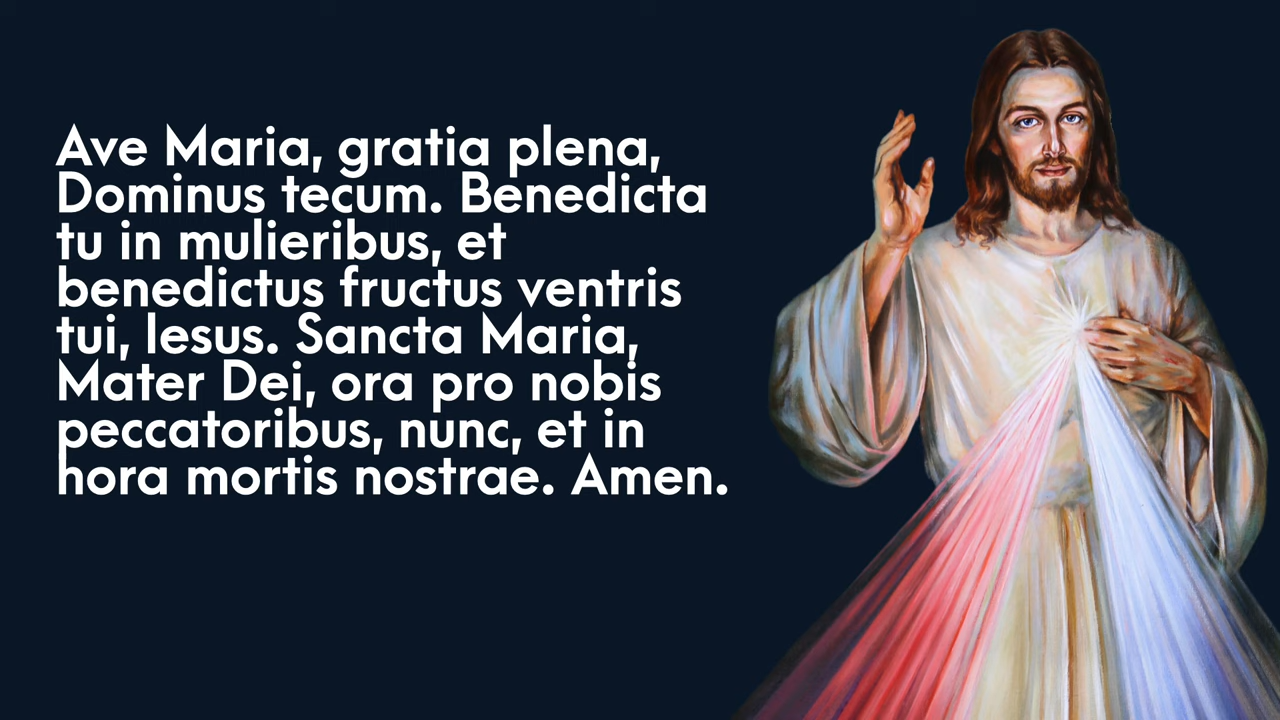 Ave Maria, gratia plena,
Dominus tecum. Benedicta
tu in mulieribus, et
benedictus fructus ventris
tui, Iesus. Sancta Maria,
Mater Dei, ora pro nobis
peccatoribus, nunc, et in
hora mortis nostrae. Amen.